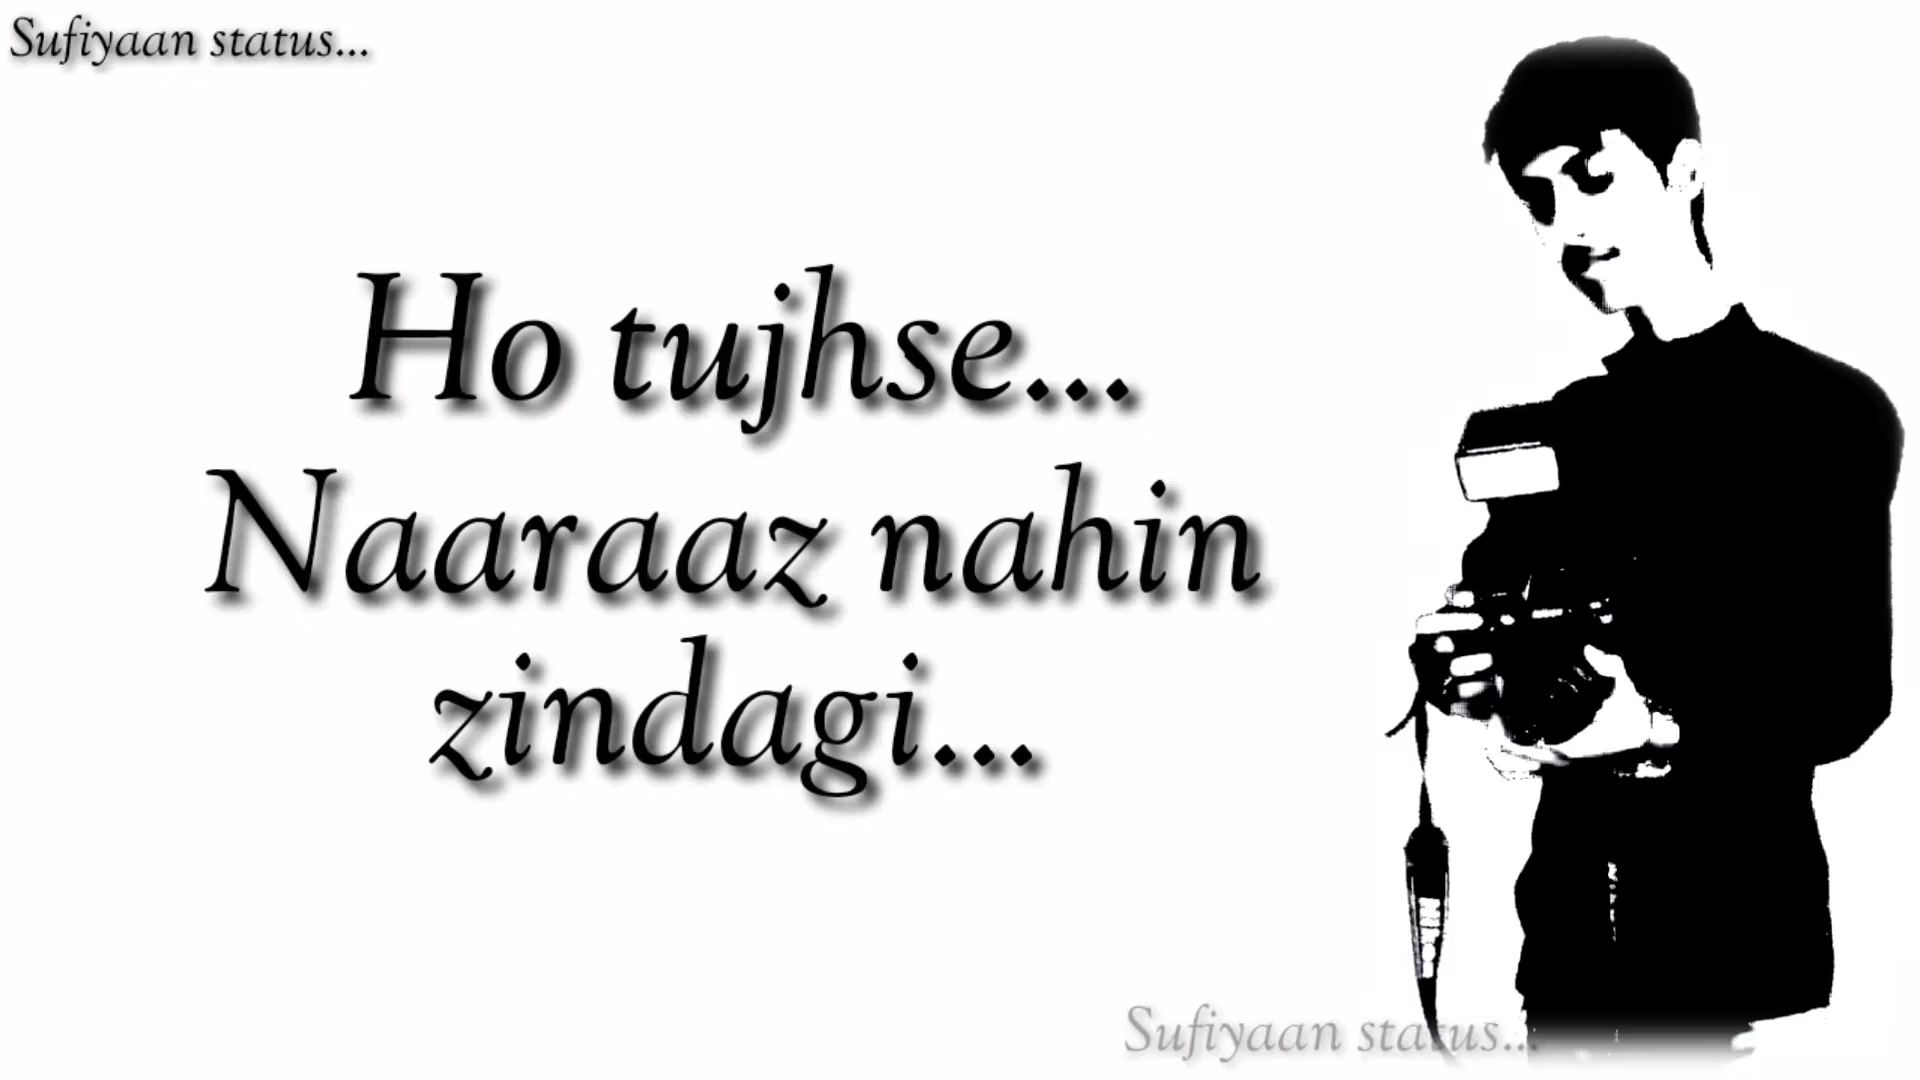 Sufiyaan status...
Ho tujhse...
Naaraaz nahin
zindagi...
Sufiyaan status...